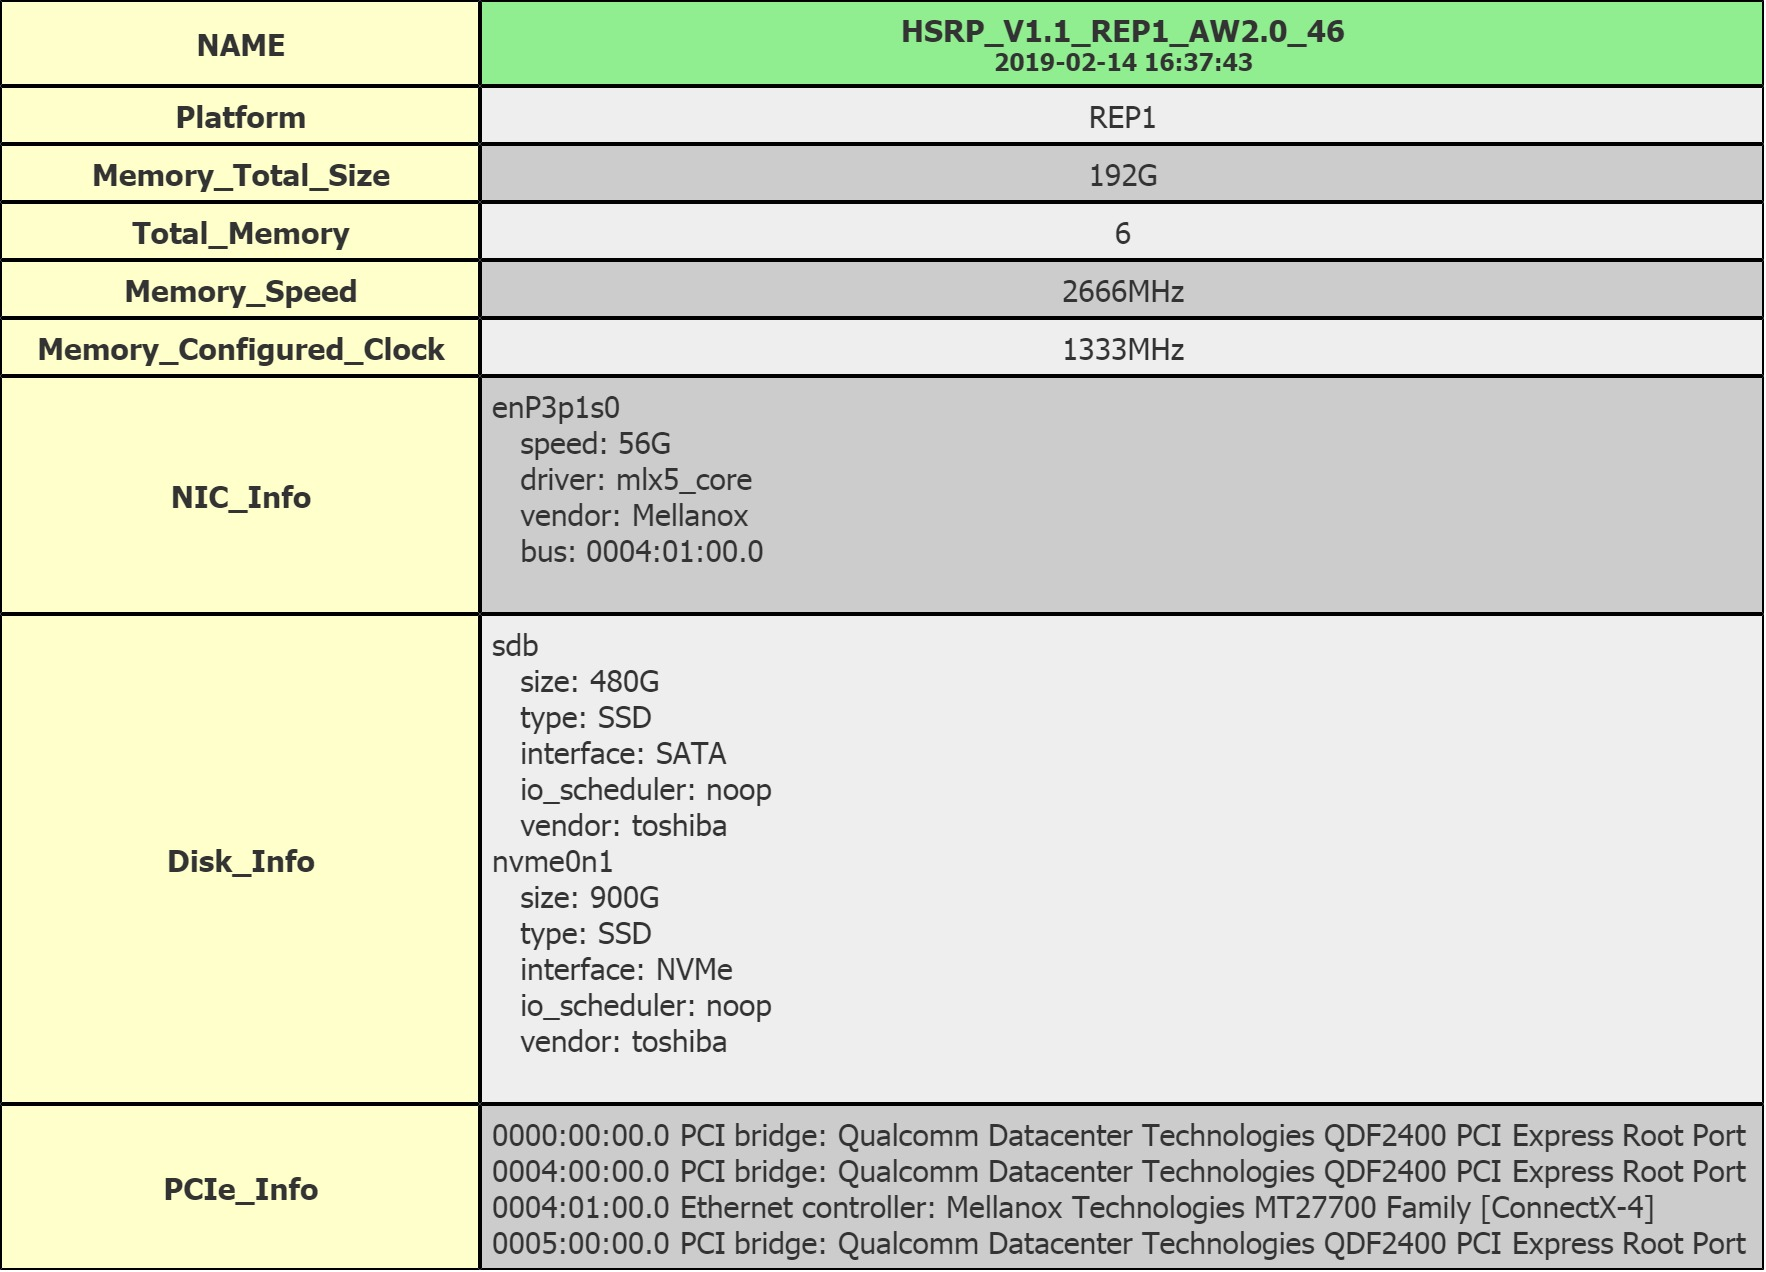 NAME
HSRP_V1.1_REP1_AW2.0_46
2019-02-14 16:37:43
Platform
REP1
Memory_Total_Size
192G
Total_Memory
6
Memory_Speed
2666MHz
Memory_Configured_Clock
1333MHz
NIC_Info
enP3p1s0
speed: 56G
driver: mlx5_core
vendor: Mellanox
bus: 0004:01:00.0
Disk_Info
sdb
size: 480G
type: SSD
interface: SATA
io_scheduler: noop
vendor: toshiba
nvme0n1
size: 900G
type: SSD
interface: NVMe
io_scheduler: noop
vendor: toshiba
PCIe_Info
0000:00:00.0 PCI bridge: Qualcomm Datacenter Technologies QDF2400 PCI Express Root Port
0004:00:00.0 PCI bridge: Qualcomm Datacenter Technologies QDF2400 PCI Express Root Port
0004:01:00.0 Ethernet controller: Mellanox Technologies MT27700 Family [ConnectX-4]
0005:00:00.0 PCI bridge: Qualcomm Datacenter Technologies QDF2400 PCI Express Root Port